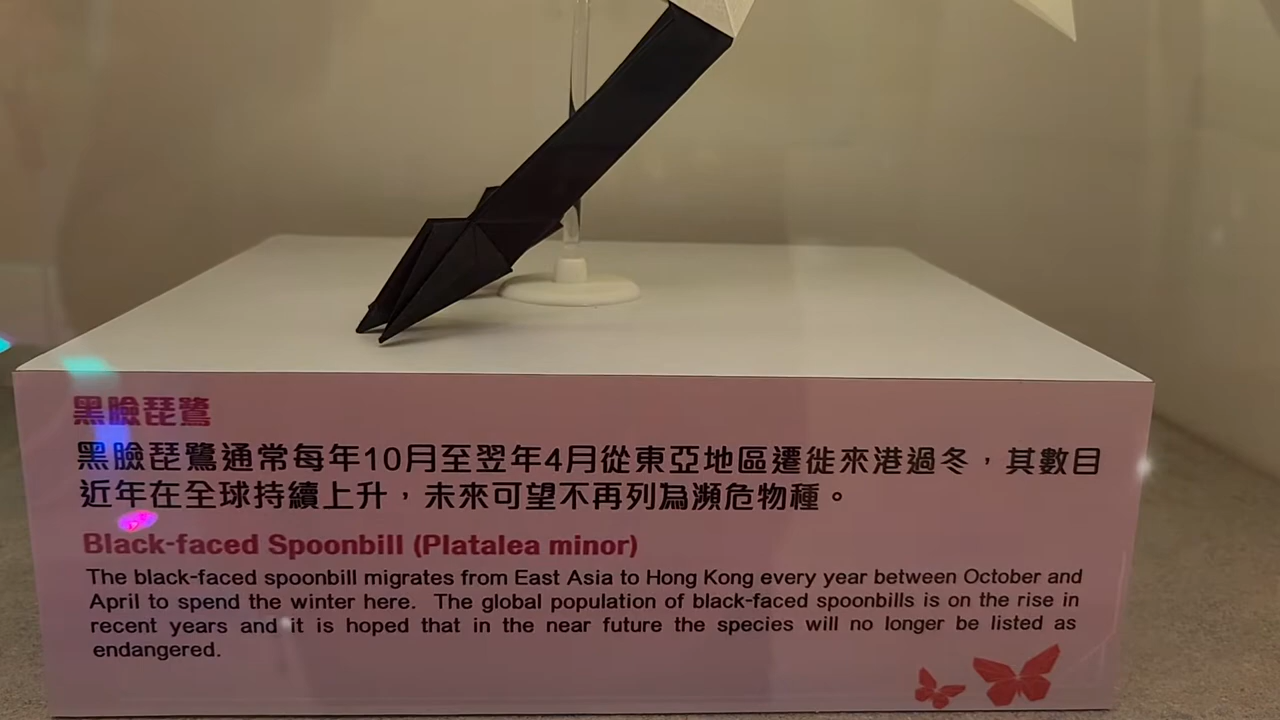 黑臉琵鷺
黑臉琵鷺通常每年10月至翌年4月從東亞地區遷徙來港過冬，其數目
近年在全球持續上升，未來可望不再列為瀕危物種。
Black-faced Spoonbill (Platalea minor)
The black-faced spoonbill migrates from East Asia to Hong Kong every year between October and
April to spend the winter here. The global population of black-faced spoonbills is on the rise in
recent years and it is hoped that in the near future the species will no longer be listed as
endangered.